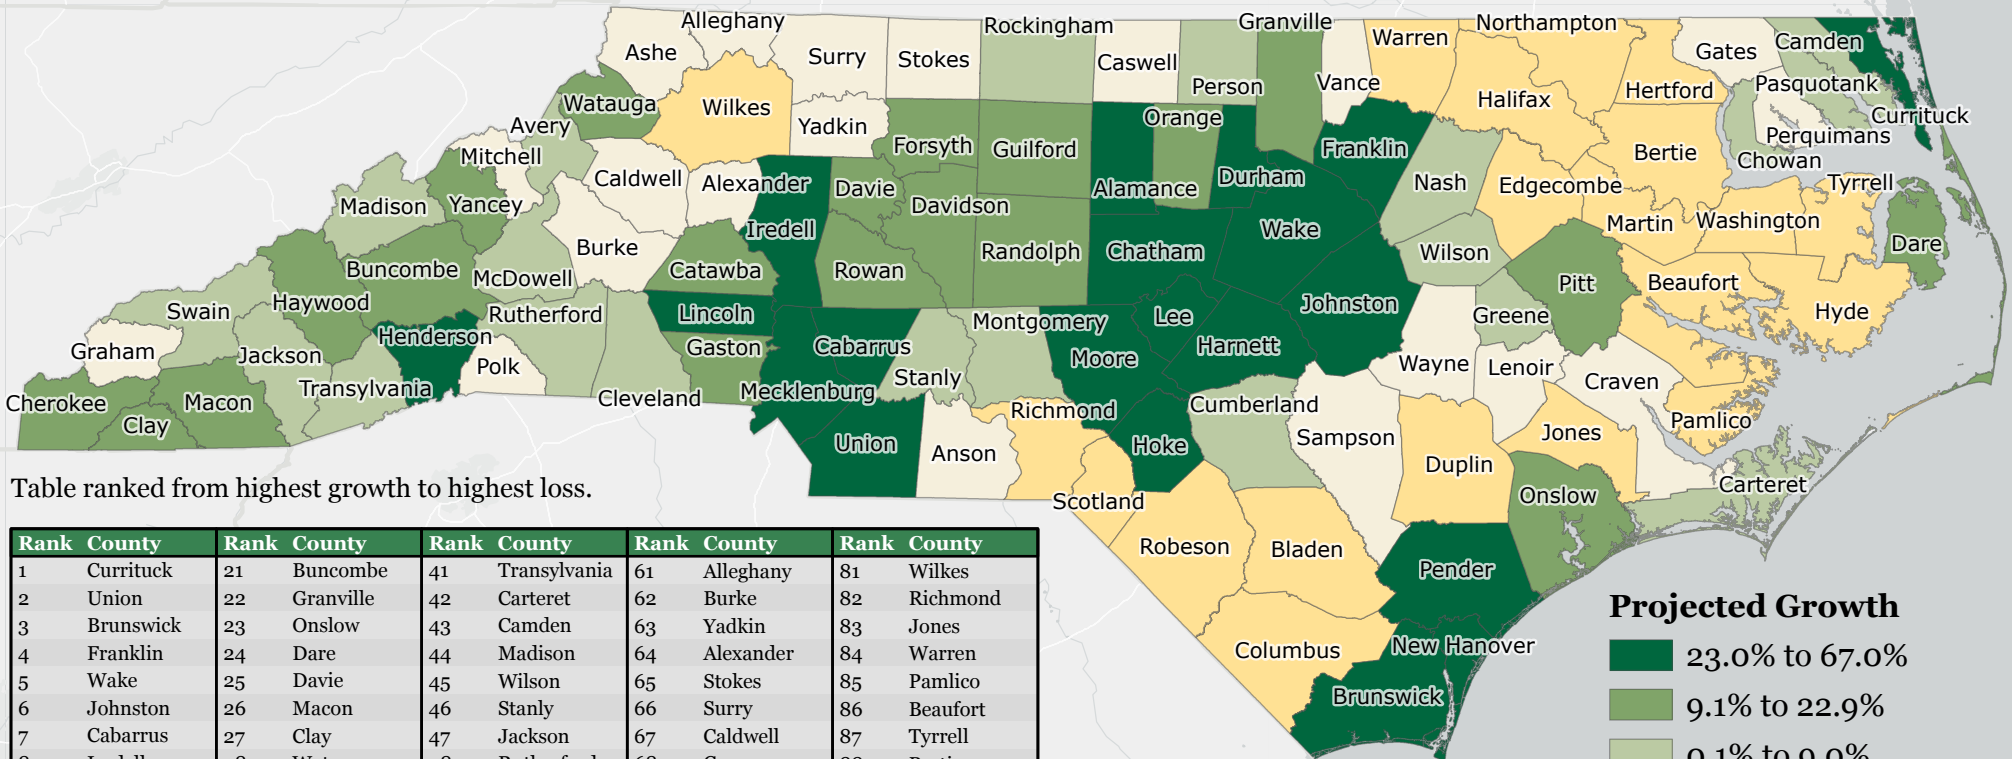 Alleghany
Rockingham
Granville
Northampton
Ashe
Surry
Stokes
Caswell
Warren
Gates
Camden
Watauga
Wilkes
Person
Vance
Halifax
Hertford
Pasquotank
Avery
Yadkin
Orange
Currituck
Mitchell
Forsyth
Guilford
Franklin
Perquimans
Bertie
Chowan
Caldwell
Alexander
Davie
Alamance
Durham
Nash
Edgecombe
Tyrrell
Madison
Yancey
Davidson
Iredell
Wake
Martin
Washington
Burke
Randolph
Chatham
Wilson
Dare
Buncombe
McDowell
Catawba
Rowan
Pitt
Beaufort
Swain
Haywood
Rutherford
Lincoln
Montgomery
Lee
Johnston
Greene
Hyde
Graham
Jackson
Henderson
Gaston
Cabarrus
Moore
Harnett
Wayne
Lenoir
Craven
Polk
Transylvania
Cleveland
Mecklenburg
Stanly
Cherokee
Macon
Clay
Richmond
Cumberland
Sampson
Pamlico
Union
Anson
Hoke
Duplin
Jones
Scotland
Onslow
Carteret
Robeson
Bladen
Pender
Columbus
New Hanover
Brunswick
Table ranked from highest growth to highest loss.
Rank County Rank County Rank County Rank County Rank County
1 Currituck 21 Buncombe 41 Transylvania 61 Alleghany 81 Wilkes
2 Union 22 Granville 42 Carteret 62 Burke 82 Richmond
3 Brunswick 23 Onslow 43 Camden 63 Yadkin 83 Jones
4 Franklin 24 Dare 44 Madison 64 Alexander 84 Warren
5 Wake 25 Davie 45 Wilson 65 Stokes 85 Pamlico
6 Johnston 26 Macon 46 Stanly 66 Surry 86 Beaufort
7 Cabarrus 27 Clay 47 Jackson 67 Caldwell 87 Tyrrell
Projected Growth
23.0% to 67.0%
9.1% to 22.9%